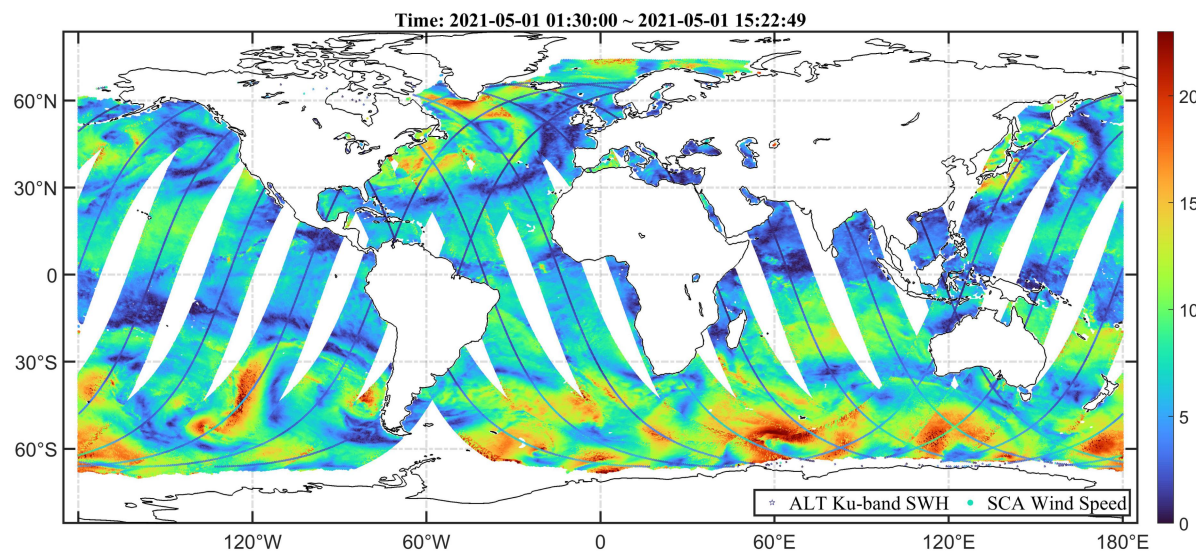 Time: 2021-05-01 01:30:00 ~ 2021-05-01 15:22:49
60°N
30°N
0
30°S
60°S
120°W
60°W
0
60°E
120°E
180°E
20
15
10
5
0
ALT Ku-band SWH
SCA Wind Speed